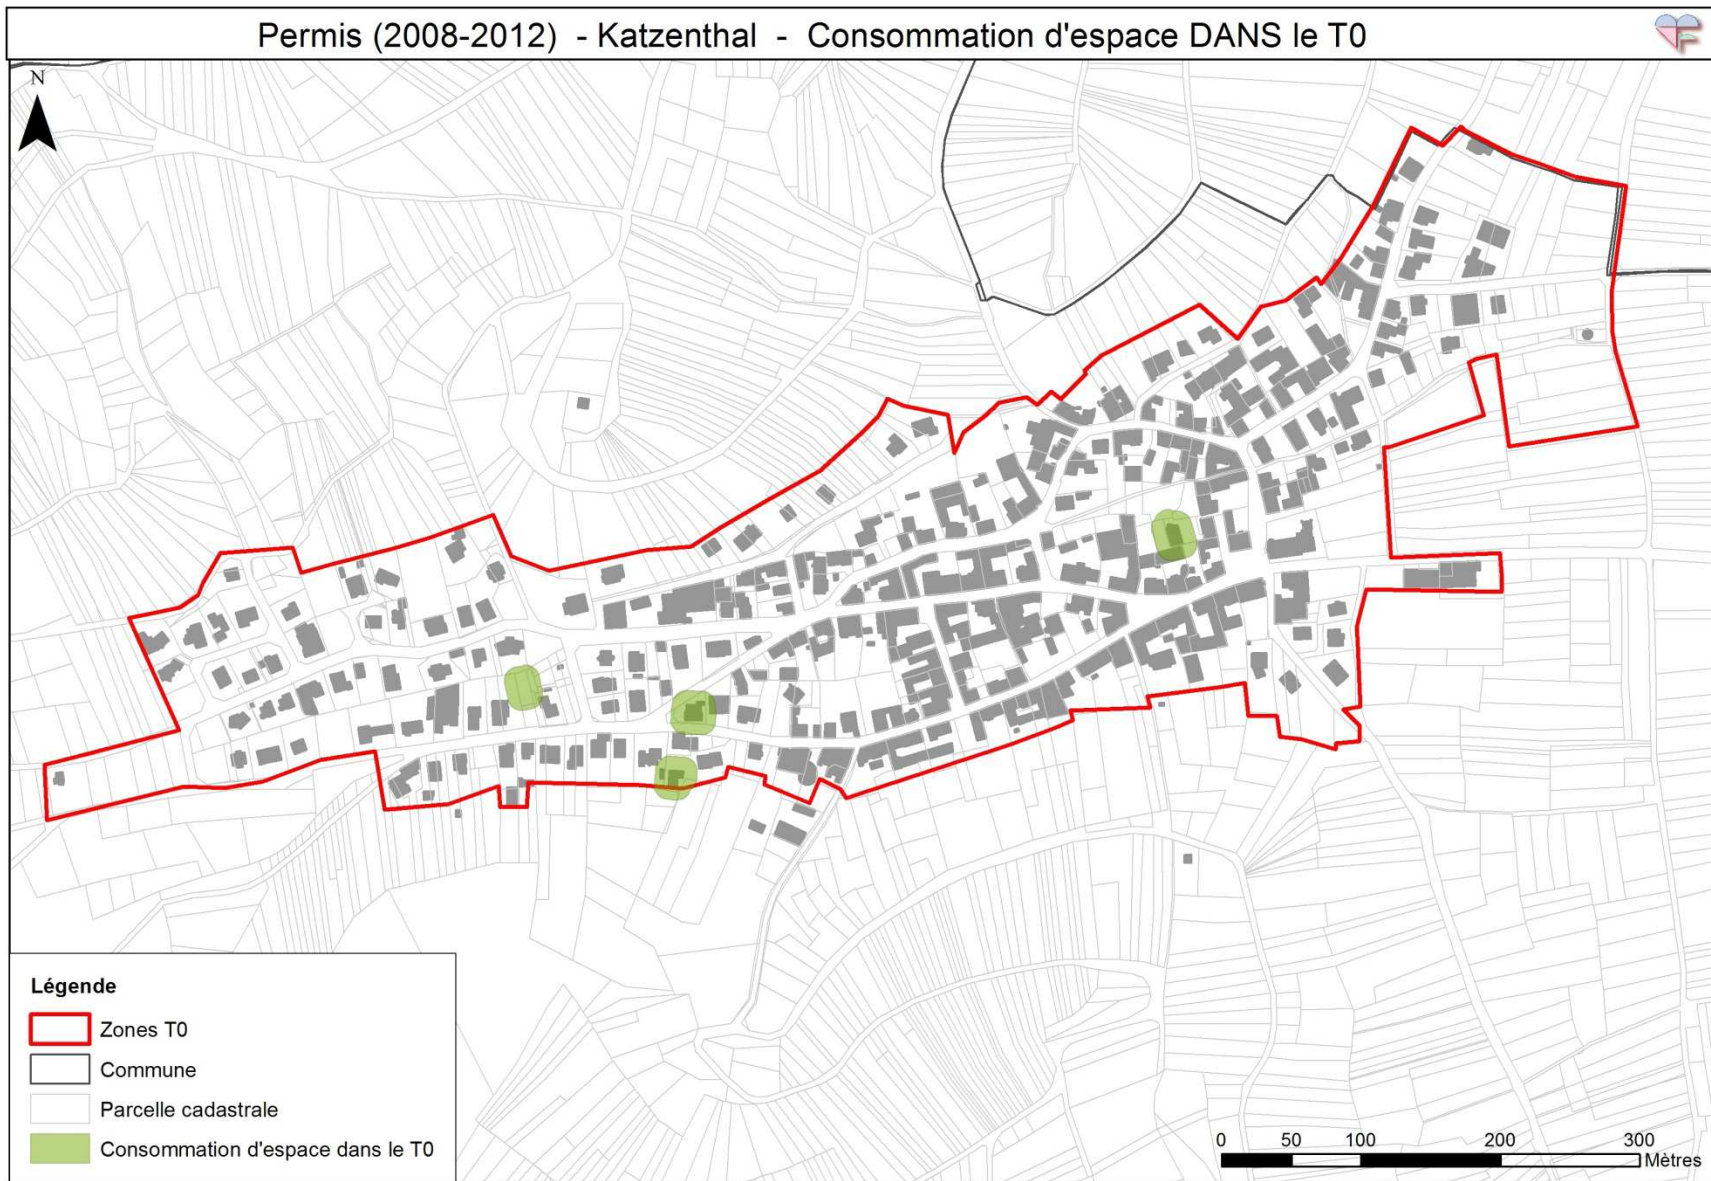 Permis (2008-2012) - Katzenthal - Consommation d'espace DANS le T0
N
Légende
Zones T0
Commune
Parcelle cadastrale
Consommation d'espace dans le T0
0 50 100 200 300
Mètres